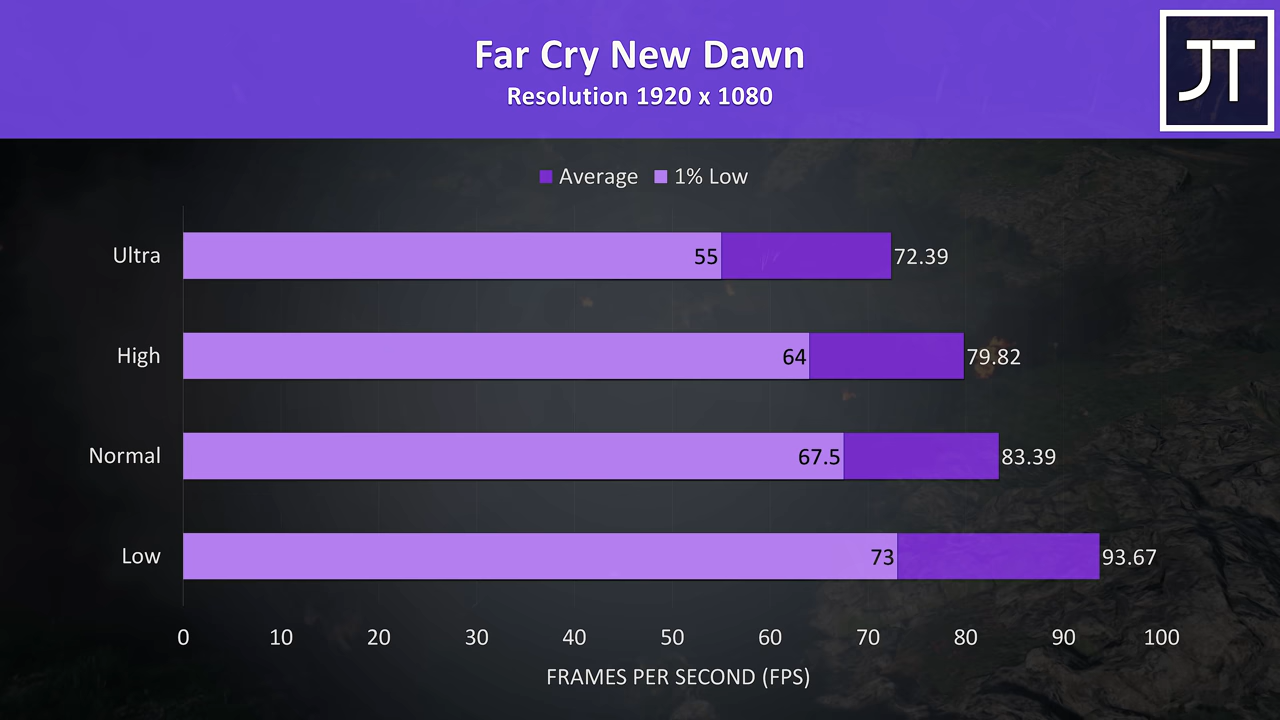 Far Cry New Dawn
Resolution 1920 x 1080
JT
Average 1% Low
Ultra 55 72.39
High 64 79.82
Normal 67.5 83.39
Low 73 93.67
0 10 20 30 40 50 60 70 80 90 100
FRAMES PER SECOND (FPS)